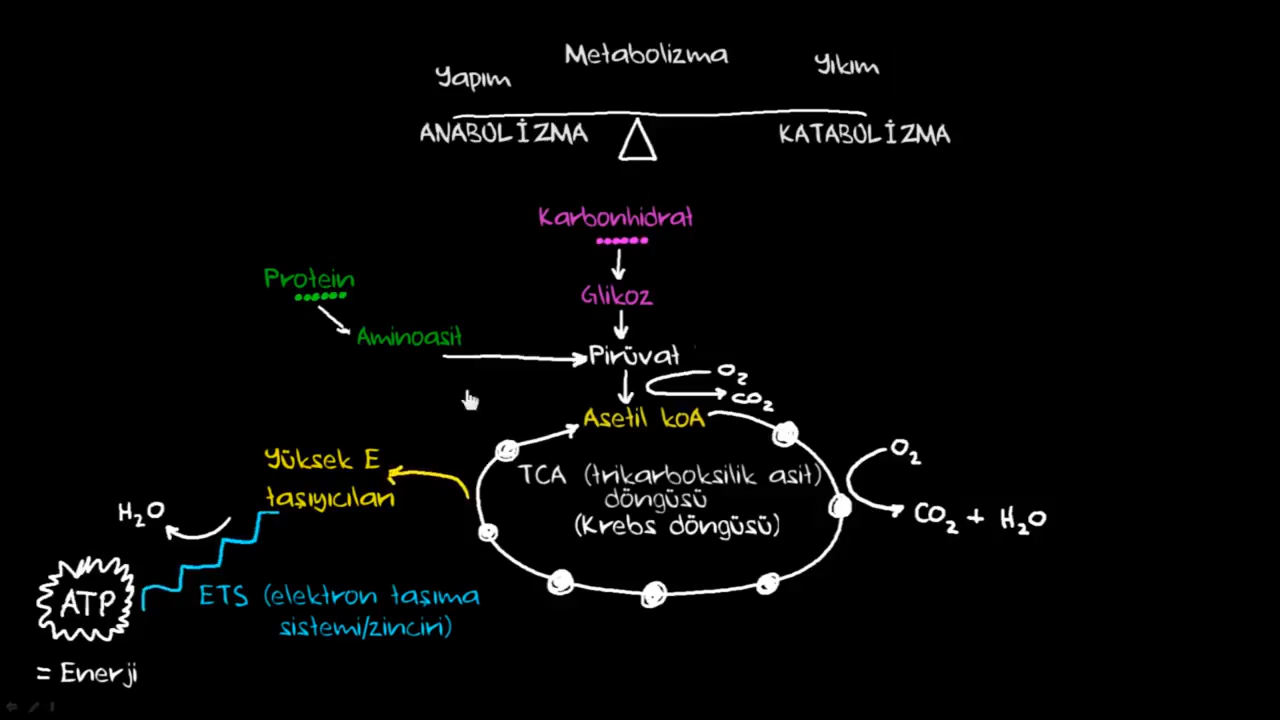 Metabolizma
Yapım
Yıkım
ANABOLİZMA
KATABOLİZMA
Karbonhidrat
Protein
Glikoz
Aminoasit
Pirüvat
O2
CO2
Asetil koA
Yüksek E
taşıyıcıları
TCA (trikarboksilik asit)
döngüsü
(Krebs döngüsü)
O2
CO2 + H2O
H2O
ATP
ETS (elektron taşıma
sistemi/zinciri)
= Enerji